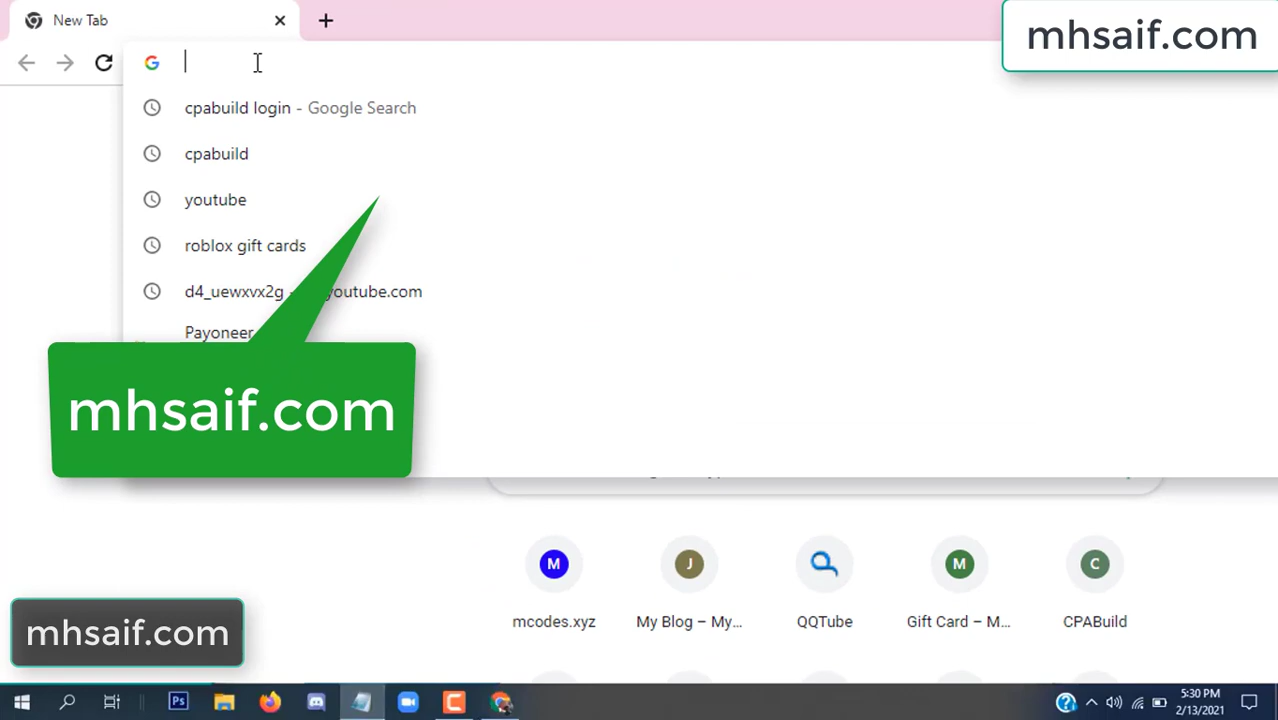 New Tab
mhsaif.com
cpabuild login - Google Search
cpabuild
youtube
roblox gift cards
d4_uewxvx2g - youtube.com
Payoneer
mhsaif.com
mcodes.xyz
My Blog – My...
QQTube
Gift Card – M...
CPABuild
M
J
M
C
mhsaif.com
Ps
5:30 PM
2/13/2021